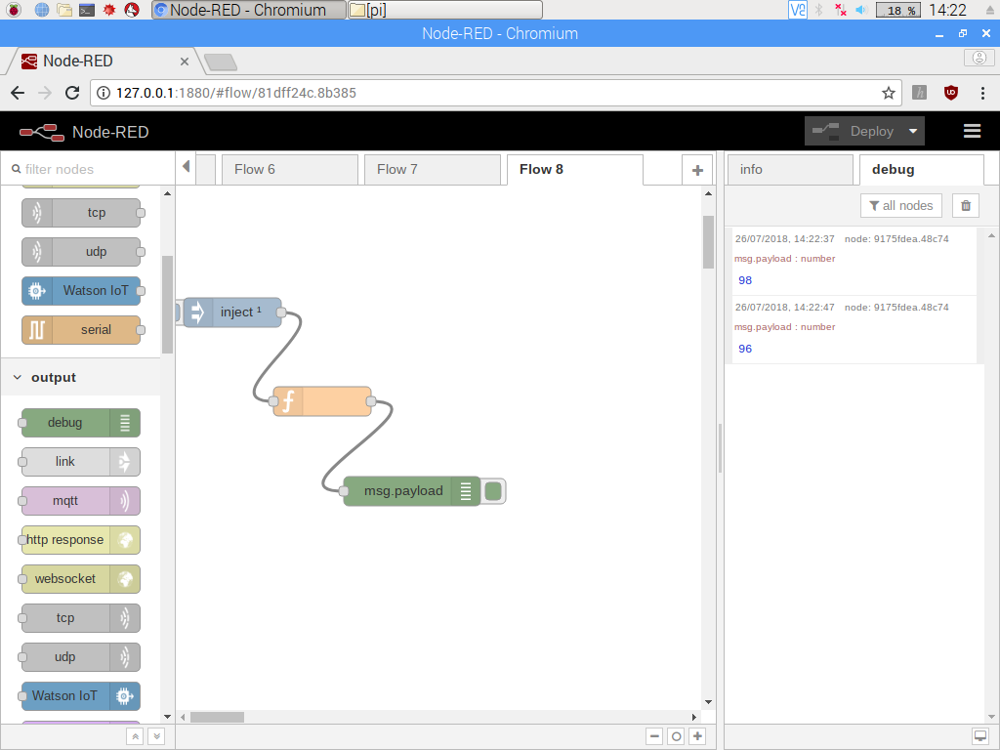 Node-RED - Chromium
[pi]
18 %
14:22
Node-RED - Chromium
Node-RED
127.0.0.1:1880/#flow/81dff24c.8b385
Node-RED
Deploy
filter nodes
Flow 6
Flow 7
Flow 8
info
debug
all nodes
tcp
udp
Watson IoT
serial
output
debug
link
mqtt
http response
websocket
tcp
udp
Watson IoT
inject ¹
f
msg.payload
26/07/2018, 14:22:37 node: 9175fdea.48c74
msg.payload : number
98
26/07/2018, 14:22:47 node: 9175fdea.48c74
msg.payload : number
96